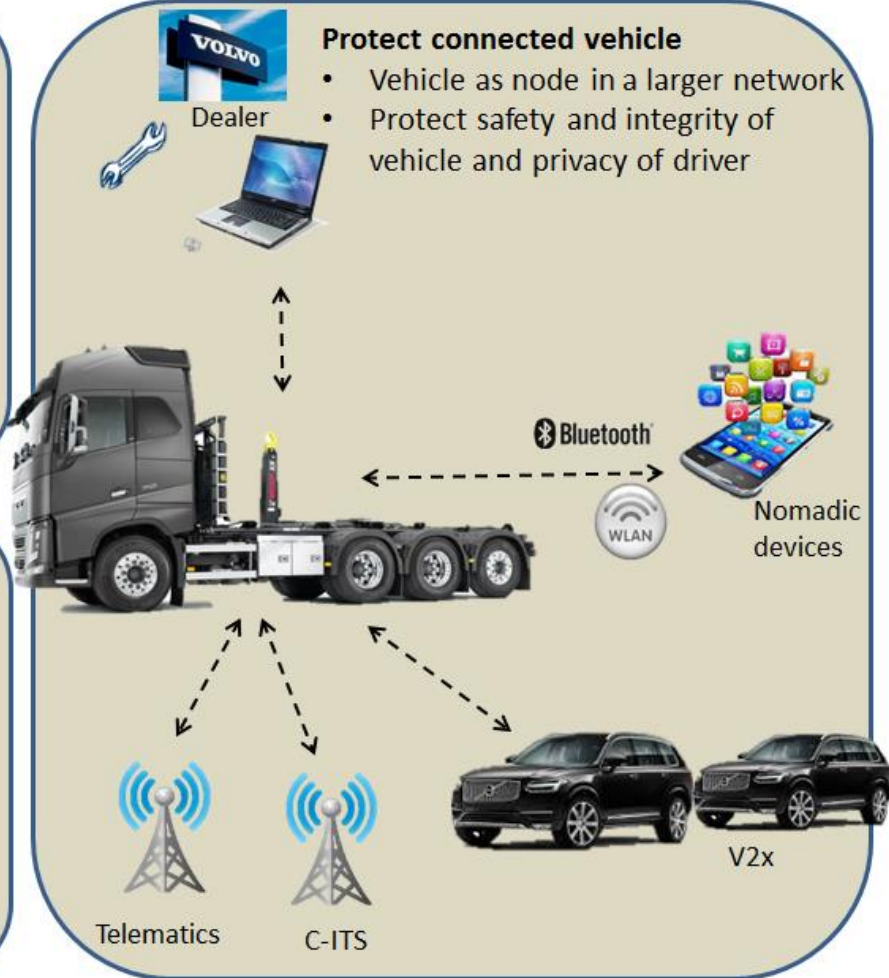 VOLVO
Dealer
Protect connected vehicle
• Vehicle as node in a larger network
• Protect safety and integrity of
vehicle and privacy of driver
Bluetooth
WLAN
Nomadic
devices
V2x
Telematics
C-ITS